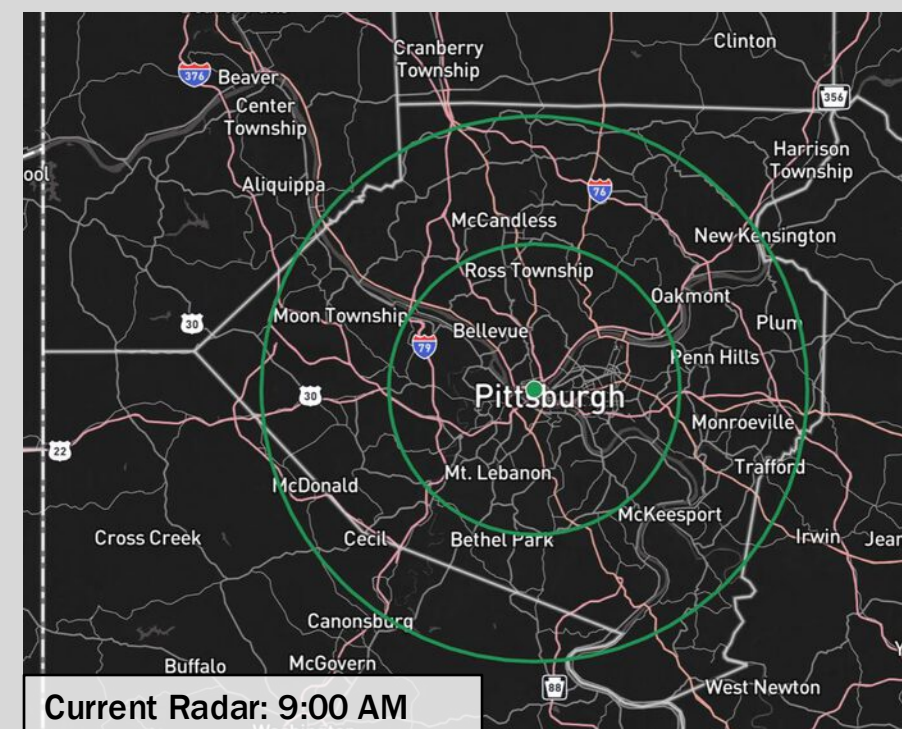 Clinton
Cranberry
Township
376
Beaver
Center
Township
356
Harrison
Township
ool
Aliquippa
76
McCandless
New Kensington
Ross Township
Oakmont
Moon Township
30
Bellevue
Plum
79
Penn Hills
30
Pittsburgh
Monroeville
22
Mt. Lebanon
Trafford
McDonald
McKeesport
Cross Creek
Cecil
Bethel Park
Irwin
Jear
Canonsburg
Buffalo
McGovern
88
West Newton
Current Radar: 9:00 AM